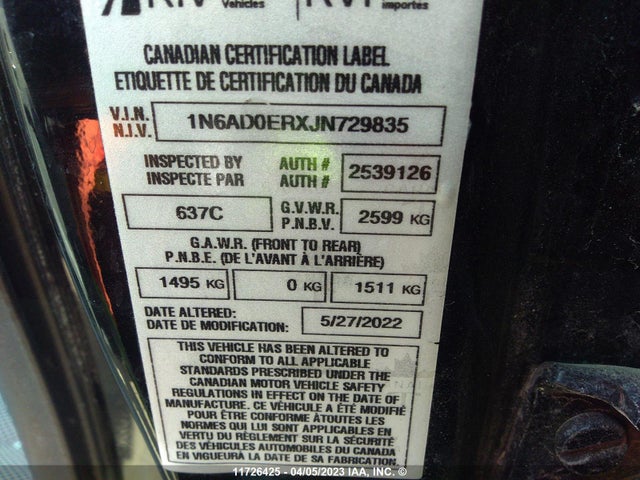 Vehicles
importés
CANADIAN CERTIFICATION LABEL
ETIQUETTE DE CERTIFICATION DU CANADA
V.I.N.
N.I.V. 1N6AD0ERXJN729835
INSPECTED BY AUTH # 2539126
INSPECTE PAR AUTH #
637C G.V.W.R. 2599 KG
P.N.B.V.
G.A.W.R. (FRONT TO REAR)
P.N.B.E. (DE L'AVANT À L'ARRIÈRE)
1495 KG 0 KG 1511 KG
DATE ALTERED: 5/27/2022
DATE DE MODIFICATION:
THIS VEHICLE HAS BEEN ALTERED TO
CONFORM TO ALL APPLICABLE
STANDARDS PRESCRIBED UNDER THE
CANADIAN MOTOR VEHICLE SAFETY
REGULATIONS IN EFFECT ON THE DATE OF
MANUFACTURE. CE VÉHICULE A ÉTÉ MODIFIÉ
POUR ÊTRE CONFORME ÀTOUTES LES
NORMES QUI LUI SONT APPLICABLES EN
VERTU DU RÈGLEMENT SUR LA SÉCURITÉ
DES VÉHICULES AUTOMOBILES DU CANADA
EN VIGUEURÀ LA DATE DE SA FABRICATION.
11726425 - 04/05/2023 IAA, Inc.